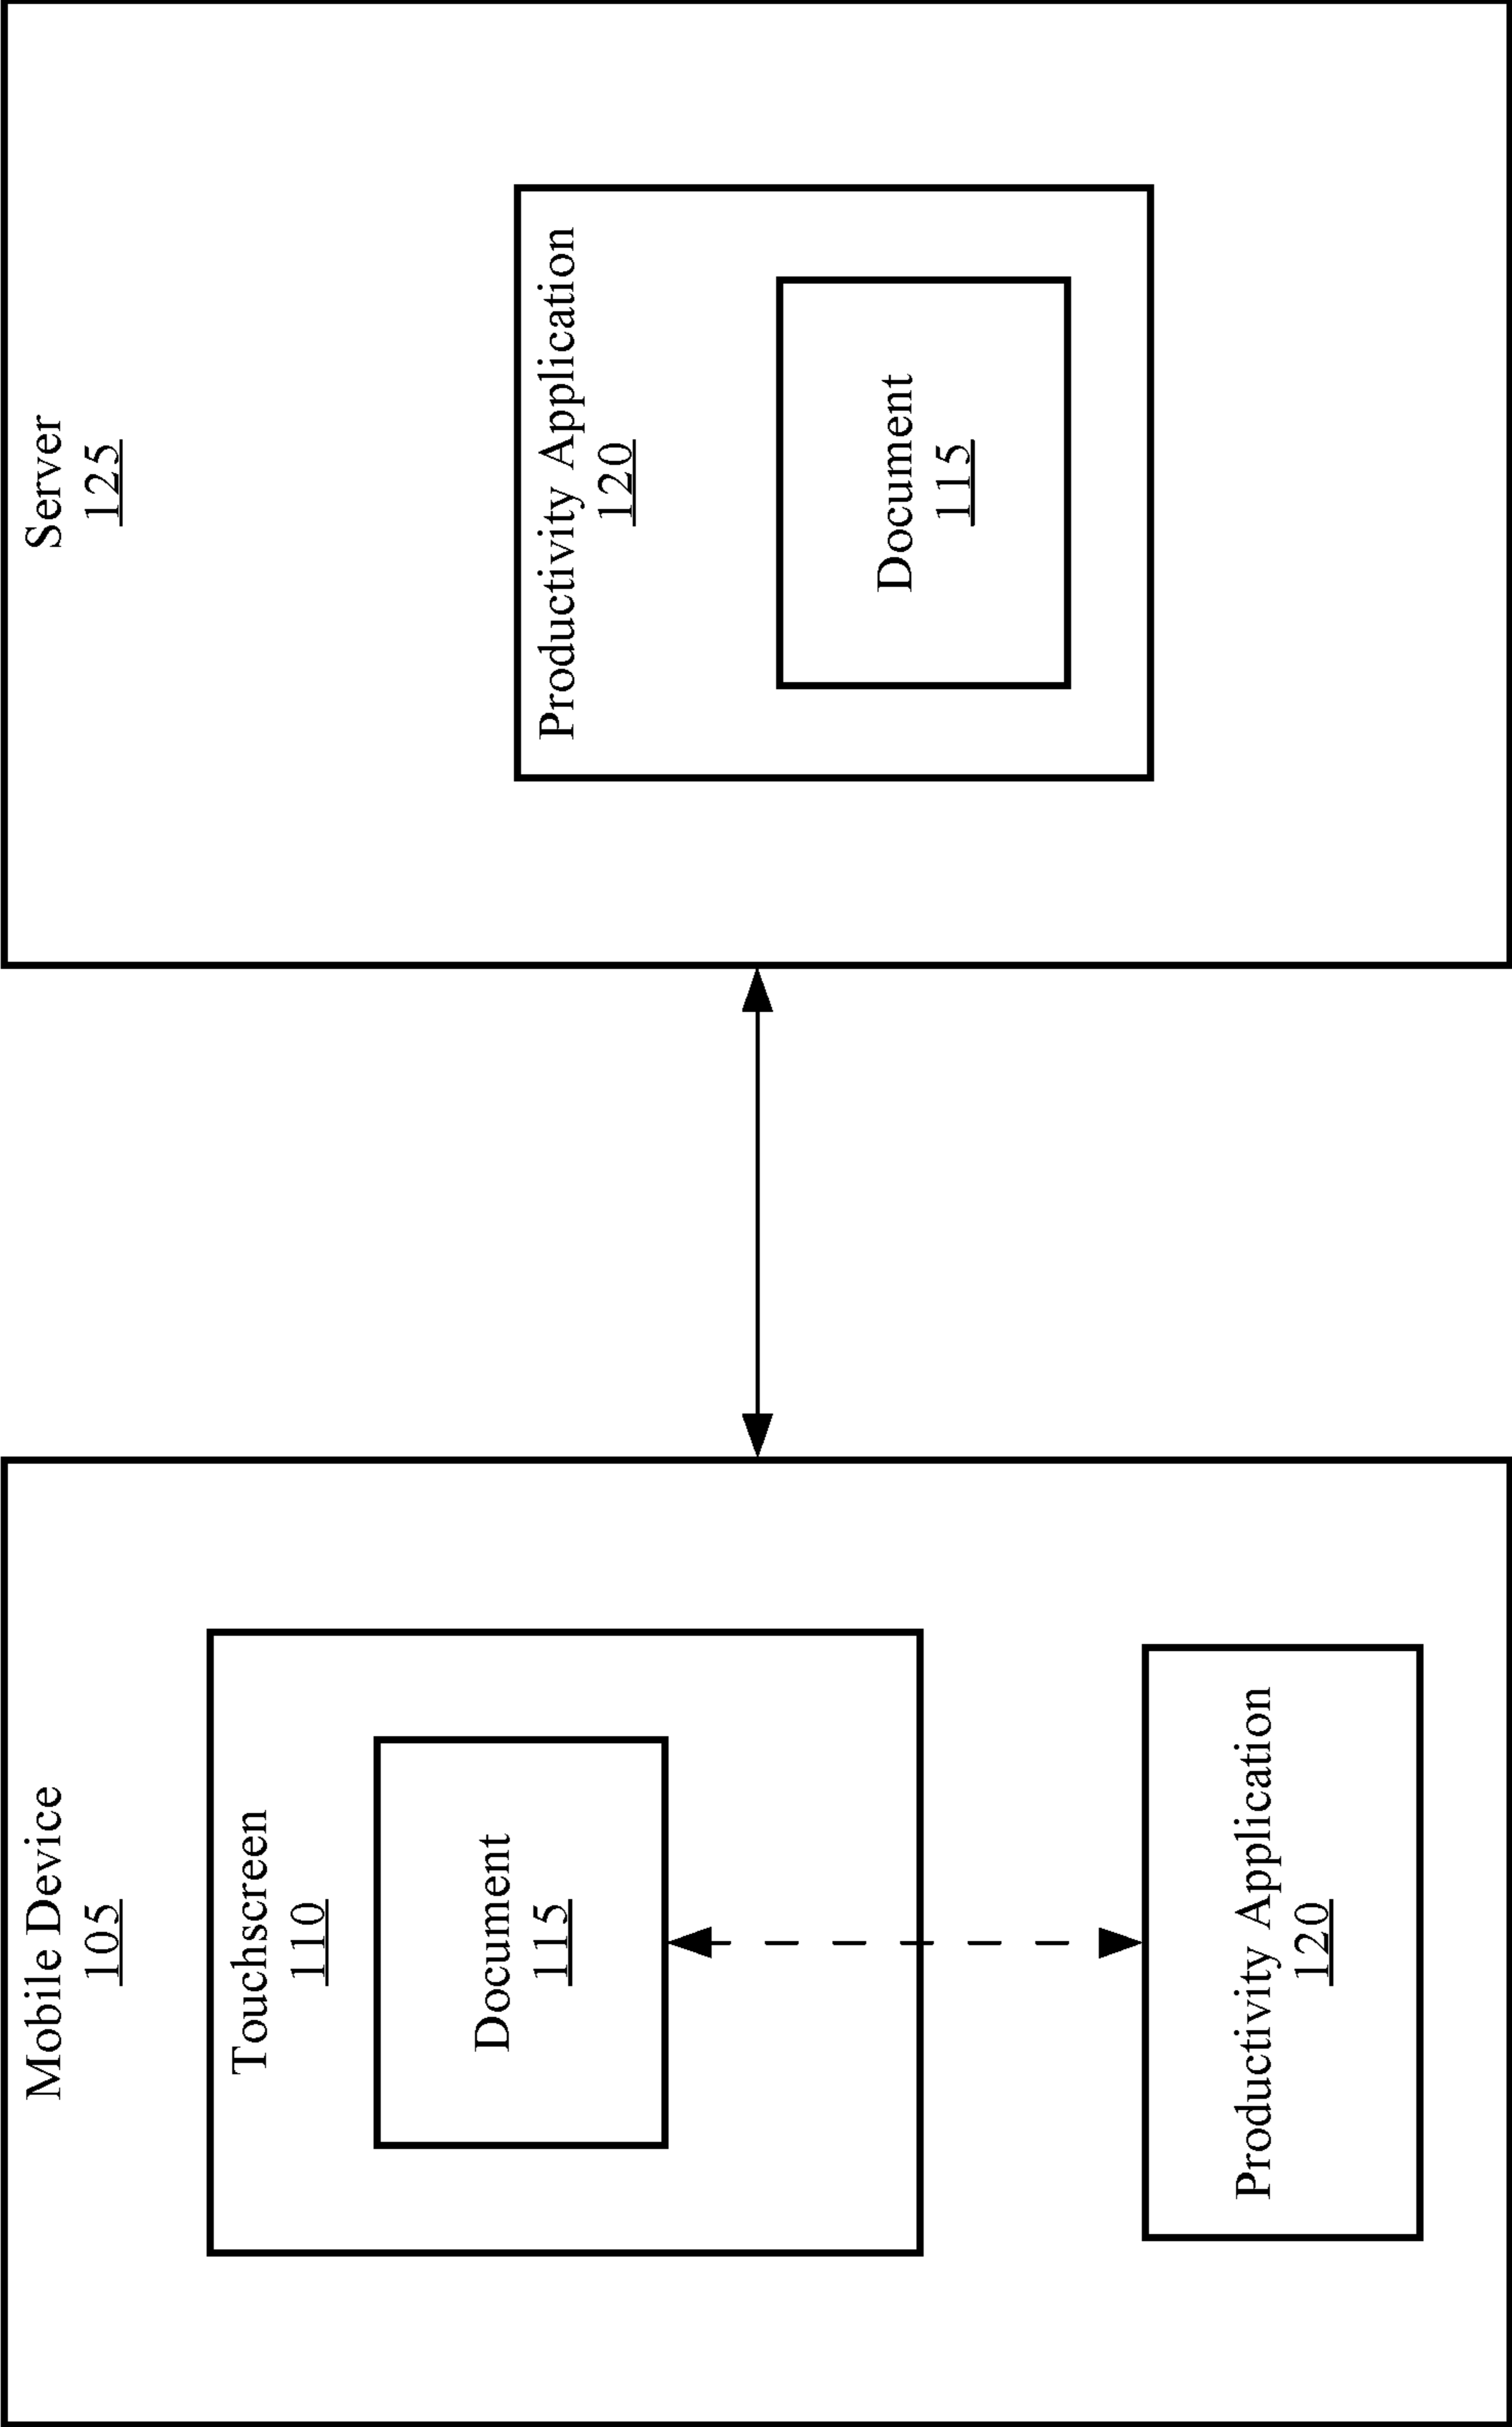 Mobile Device
105
Touchscreen
110
Document
115
Productivity Application
120
Server
125
Productivity Application
120
Document
115